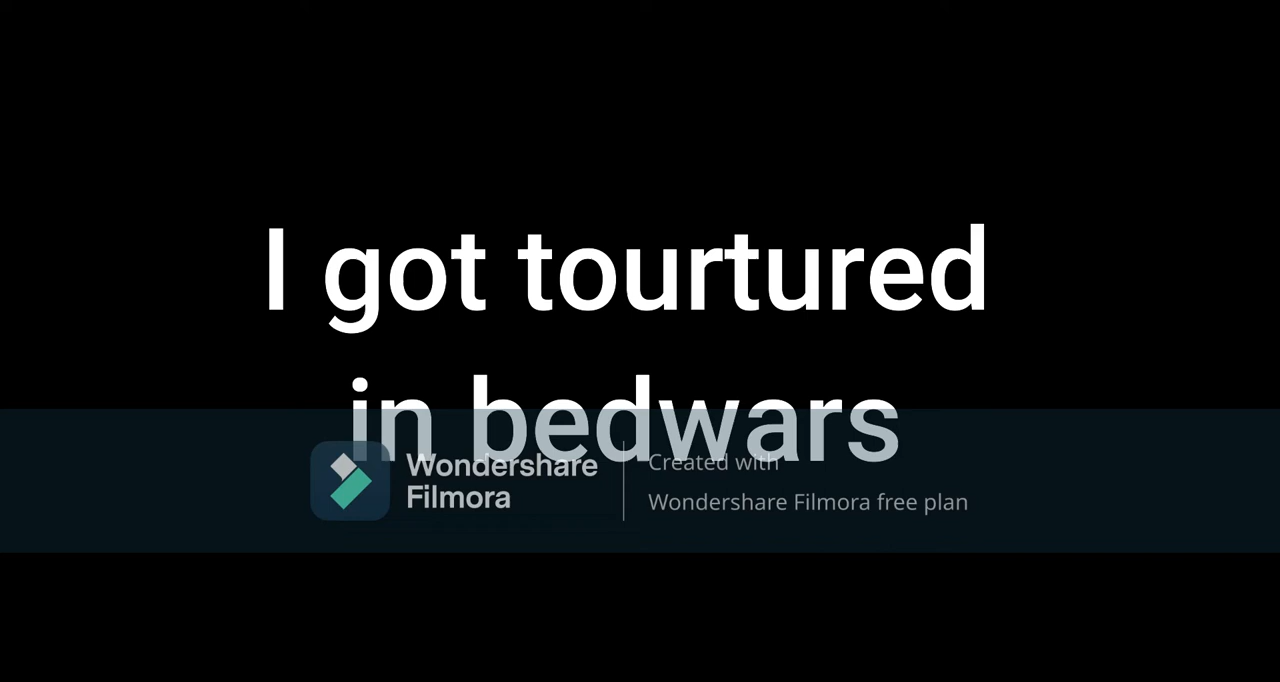 I got tourtured
in bedwars
Wondershare
Filmora
Created with
Wondershare Filmora free plan